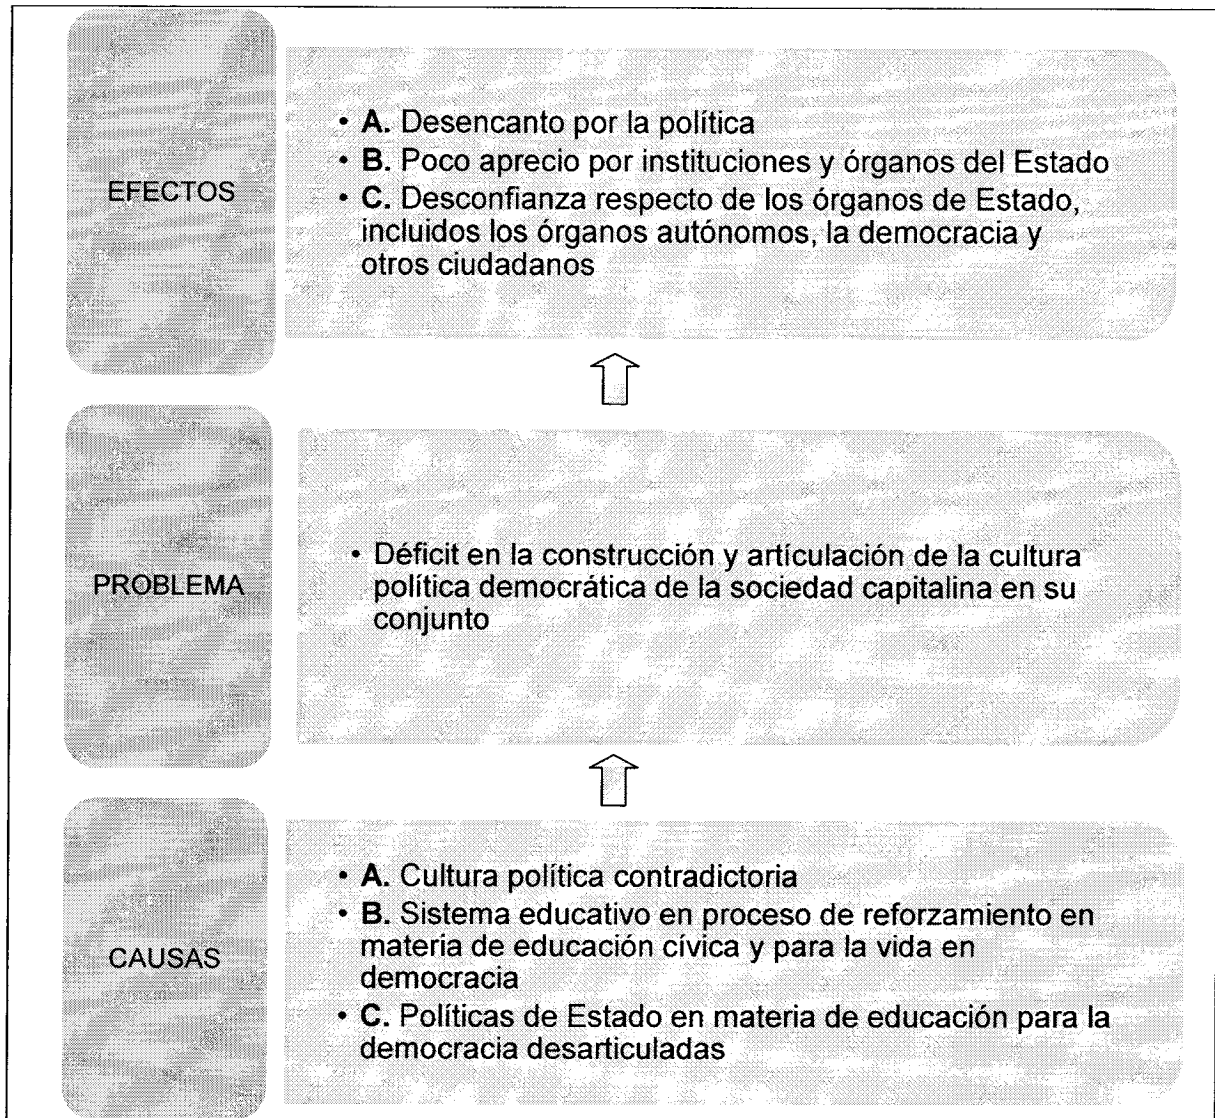 EFECTOS
• A. Desencanto por la política
• B. Poco aprecio por instituciones y órganos del Estado
• C. Desconfianza respecto de los órganos de Estado,
incluidos los órganos autónomos, la democracia y
otros ciudadanos
PROBLEMA
• Déficit en la construcción y articulación de la cultura
política democrática de la sociedad capitalina en su
conjunto
CAUSAS
• A. Cultura política contradictoria
• B. Sistema educativo en proceso de reforzamiento en
materia de educación cívica y para la vida en
democracia
• C. Políticas de Estado en materia de educación para la
democracia desarticuladas